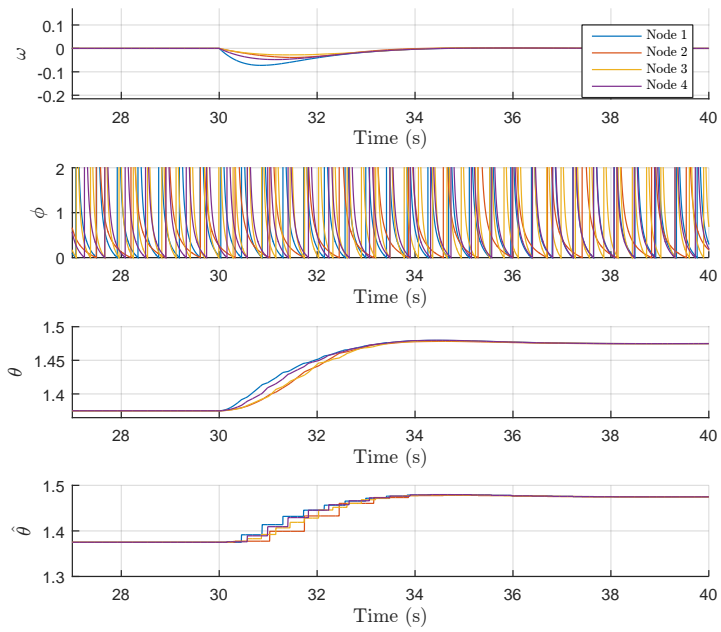 0.1
0
-0.1
-0.2
ω
28 30 32 34 36 38 40
Time (s)
Node 1
Node 2
Node 3
Node 4
2
1
0
ϕ
28 30 32 34 36 38 40
Time (s)
1.5
1.45
1.4
θ
28 30 32 34 36 38 40
Time (s)
1.5
1.4
1.3
θ̂
28 30 32 34 36 38 40
Time (s)